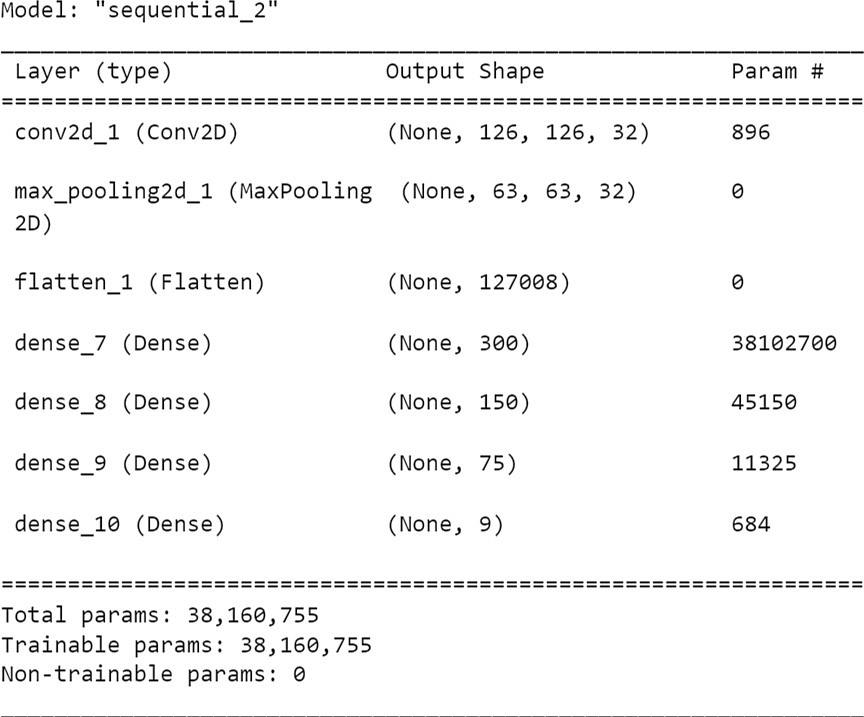 Model: "sequential_2"
Layer (type) Output Shape Param #
conv2d_1 (Conv2D) (None, 126, 126, 32) 896
max_pooling2d_1 (MaxPooling (None, 63, 63, 32) 0
2D)
flatten_1 (Flatten) (None, 127008) 0
dense_7 (Dense) (None, 300) 38102700
dense_8 (Dense) (None, 150) 45150
dense_9 (Dense) (None, 75) 11325
dense_10 (Dense) (None, 9) 684
Total params: 38,160,755
Trainable params: 38,160,755
Non-trainable params: 0